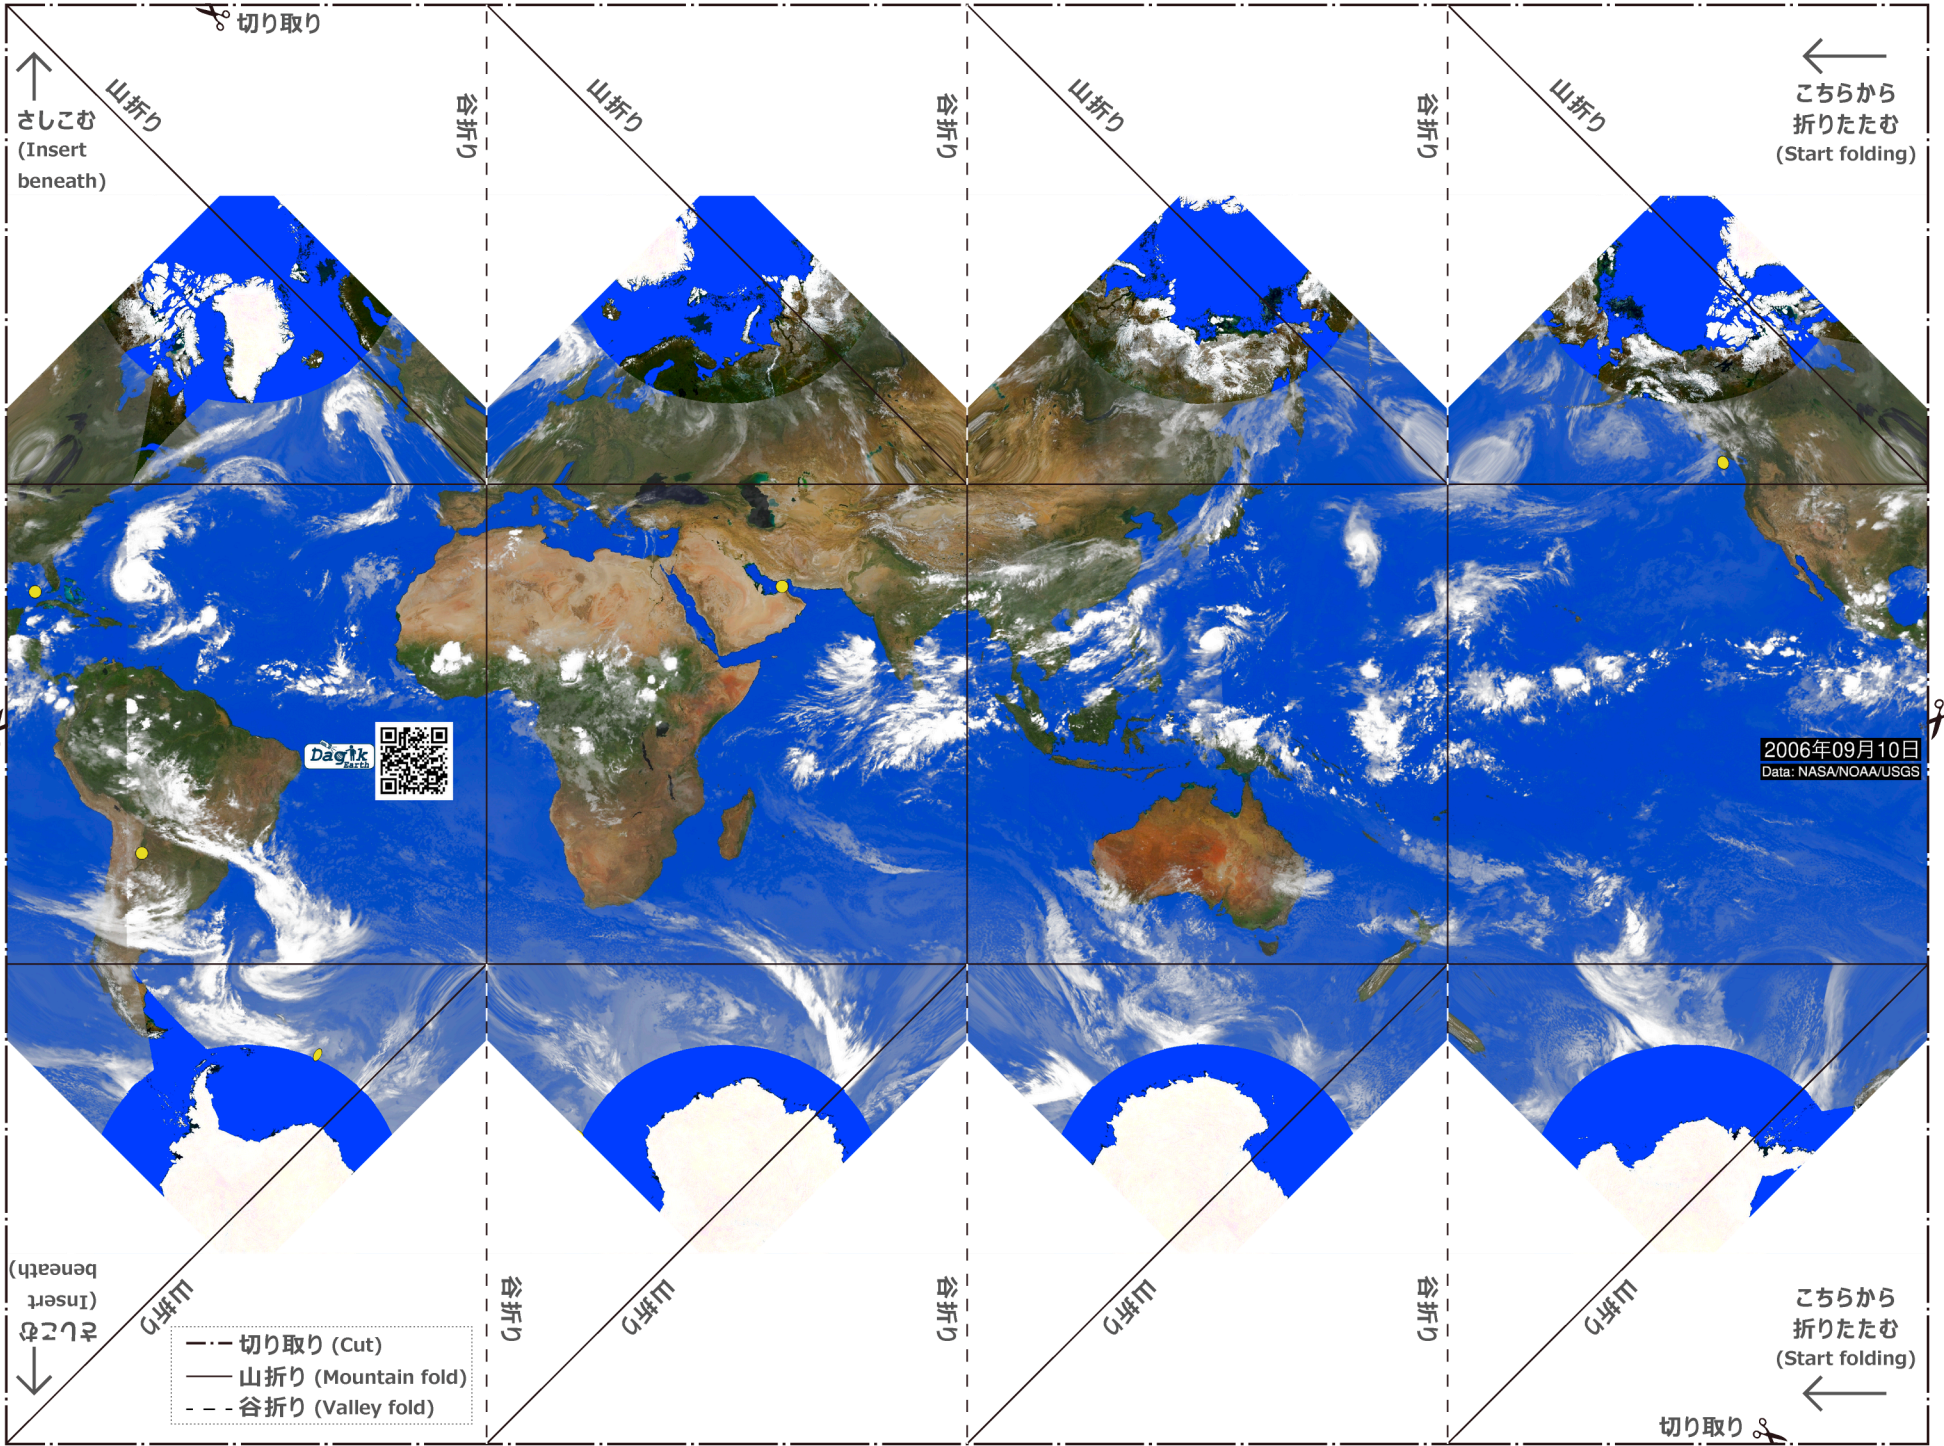 切り取り
山折り
谷折り
山折り
谷折り
山折り
谷折り
山折り
さしこむ
(Insert
beneath)
こちらから
折りたたむ
(Start folding)
Dagik
Earth
2006年09月10日
Data: NASA/NOAA/USGS
さしこむ
(Insert
beneath)
山折り
谷折り
山折り
谷折り
山折り
谷折り
山折り
こちらから
折りたたむ
(Start folding)
切り取り (Cut)
山折り (Mountain fold)
谷折り (Valley fold)
切り取り